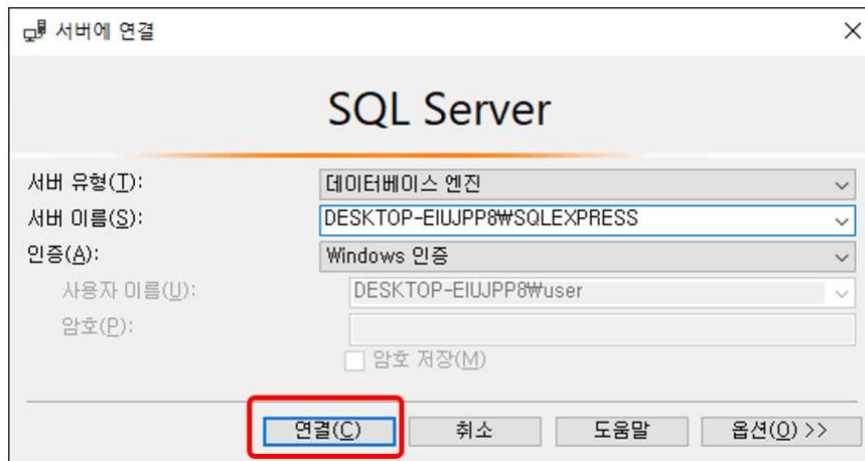 서버에 연결
SQL Server
서버 유형(T): 데이터베이스 엔진
서버 이름(S): DESKTOP-EIUJPP8₩SQLEXPRESS
인증(A): Windows 인증
사용자 이름(U): DESKTOP-EIUJPP8₩user
암호(P):
암호 저장(M)
연결(C) 취소 도움말 옵션(O) >>